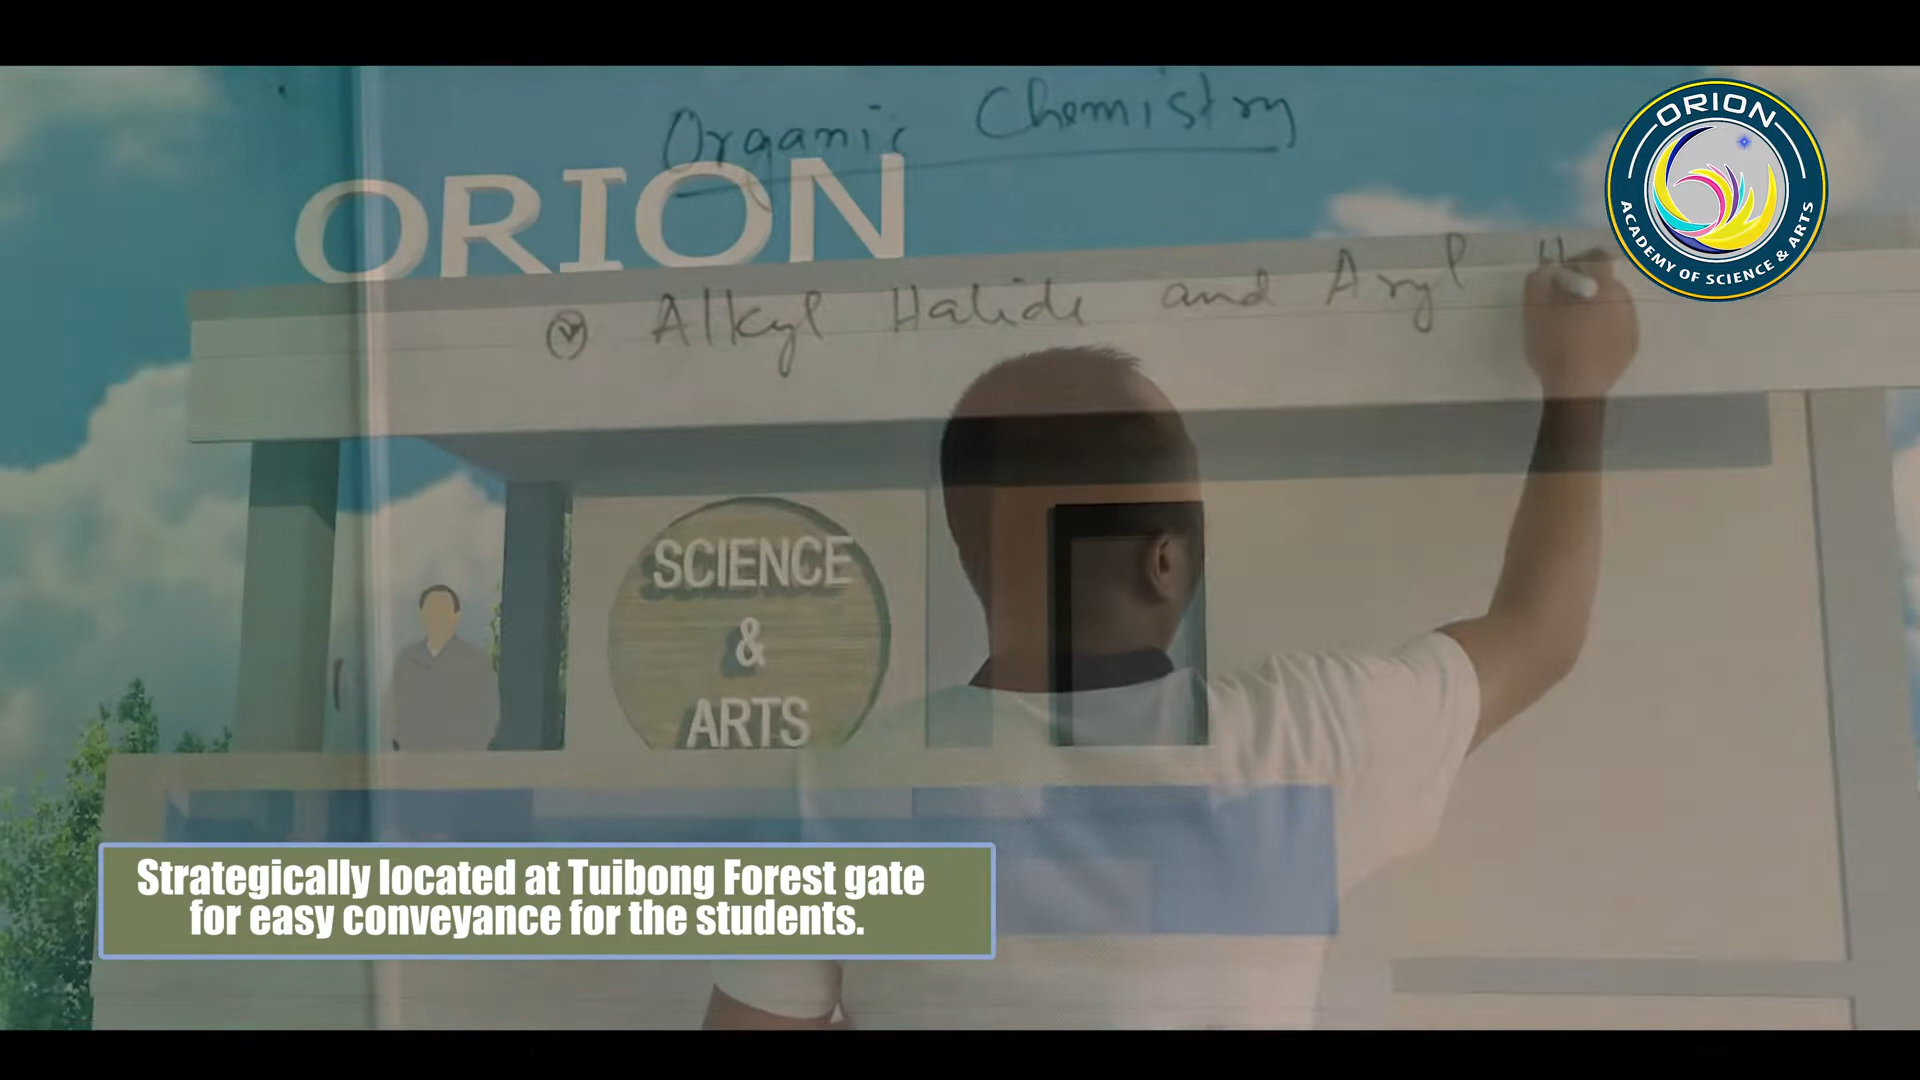 Organic Chemistry
ORION
ORION
ACADEMY OF SCIENCE & ARTS
Alkyl Halide and Aryl H
SCIENCE
&
ARTS
Strategically located at Tuibong Forest gate
for easy conveyance for the students.